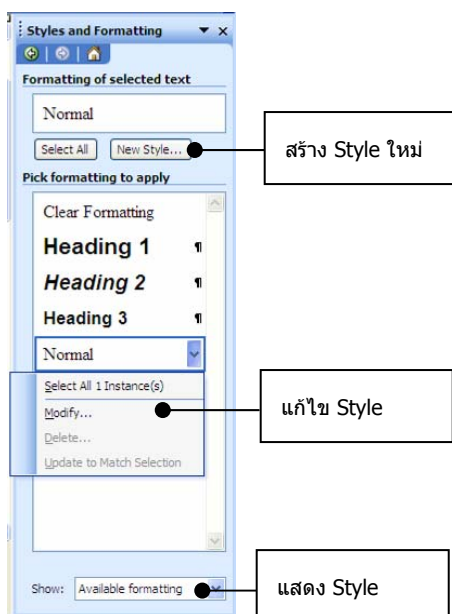 Styles and Formatting
Formatting of selected text
Normal
Select All New Style...
สร้าง Style ใหม่
Pick formatting to apply
Clear Formatting
Heading 1 ¶
Heading 2 ¶
Heading 3 ¶
Normal
Select All 1 Instance(s)
Modify...
แก้ไข Style
Delete...
Update to Match Selection
Show: Available formatting
แสดง Style